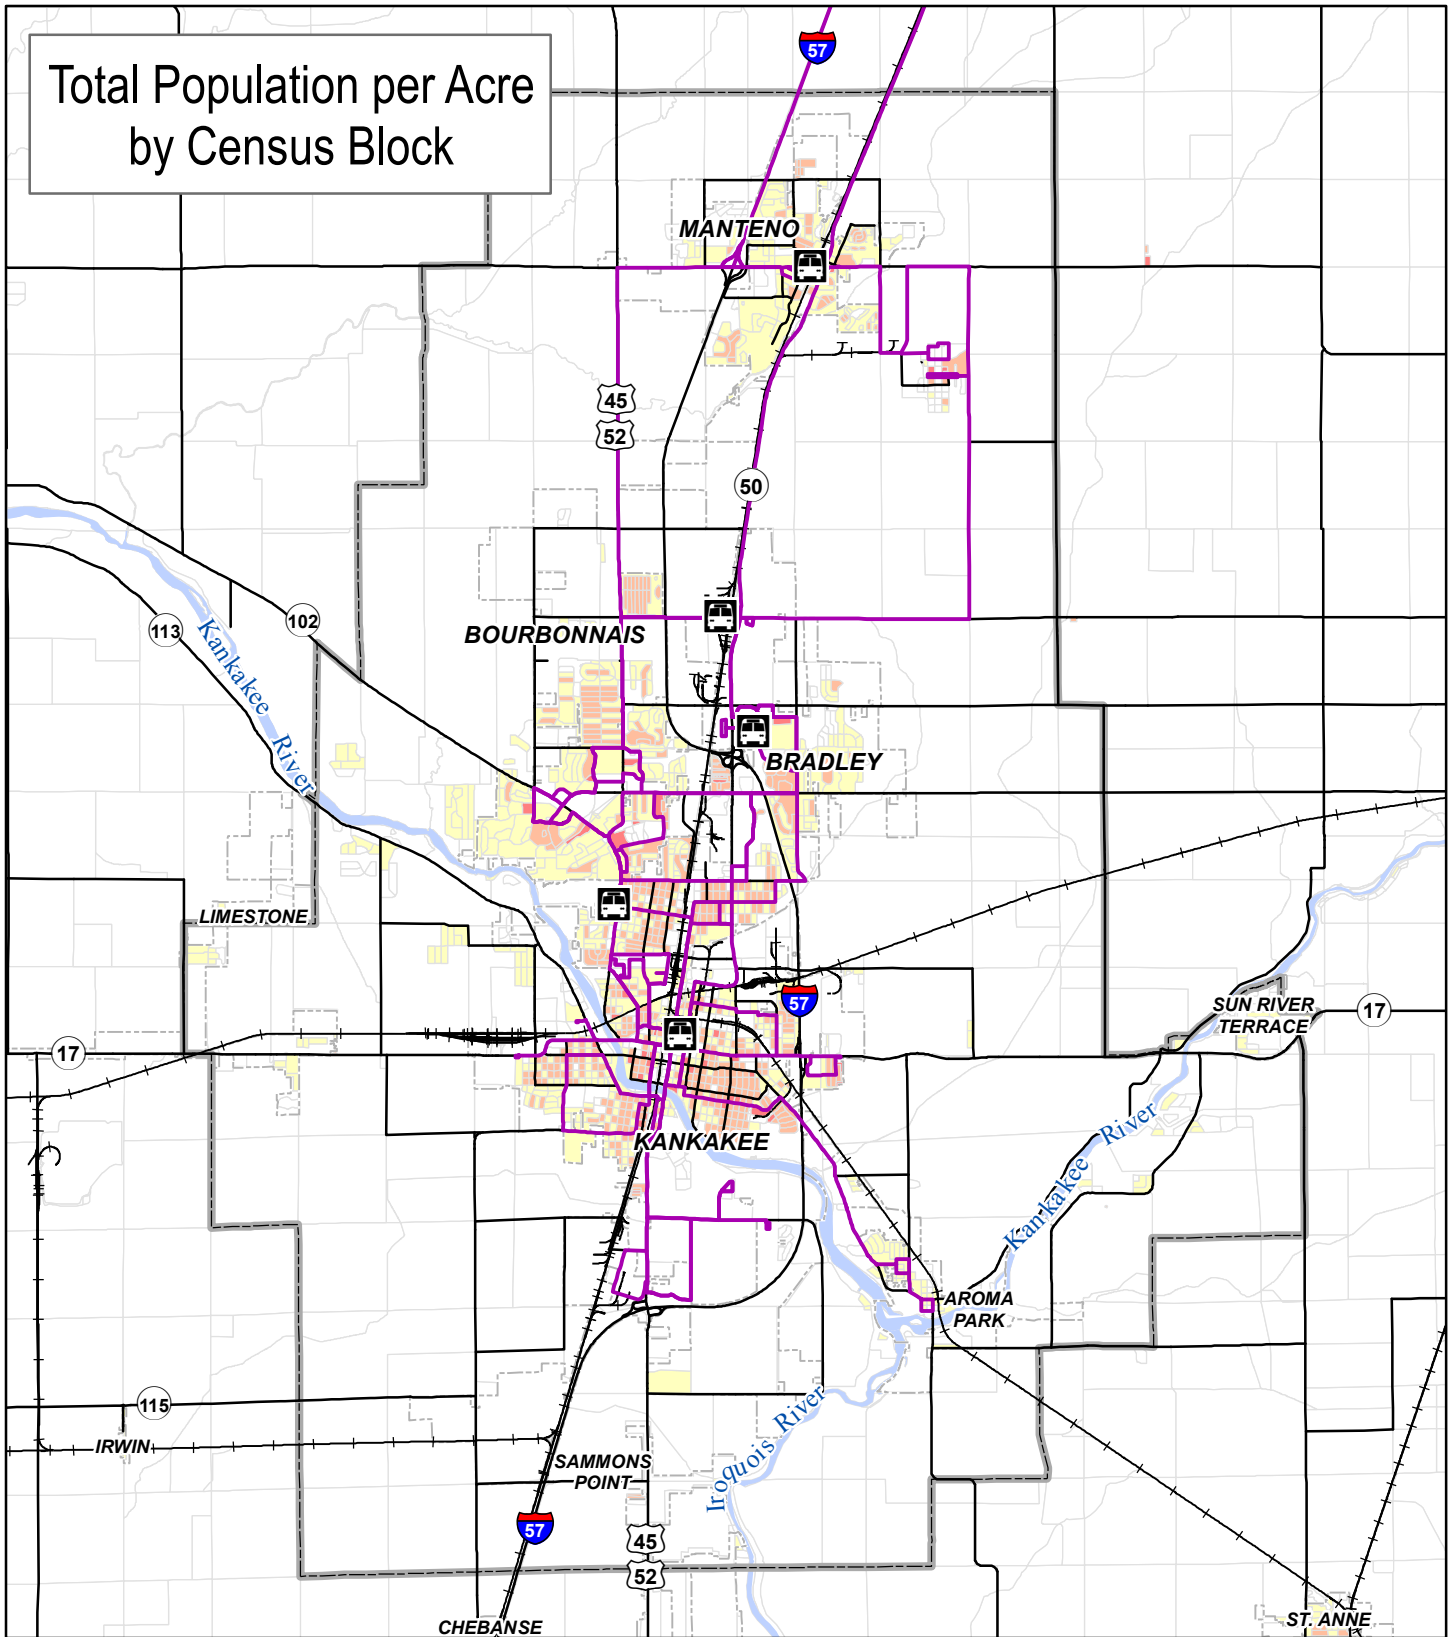 Total Population per Acre
by Census Block
57
MANTENO
45
52
50
113
102
Kankakee River
BOURBONNAIS
BRADLEY
LIMESTONE
57
SUN RIVER
TERRACE
17
17
KANKAKEE
Kankakee River
AROMA
PARK
115
IRWIN
Iroquois River
SAMMONS
POINT
57
45
52
CHEBANSE
ST. ANNE